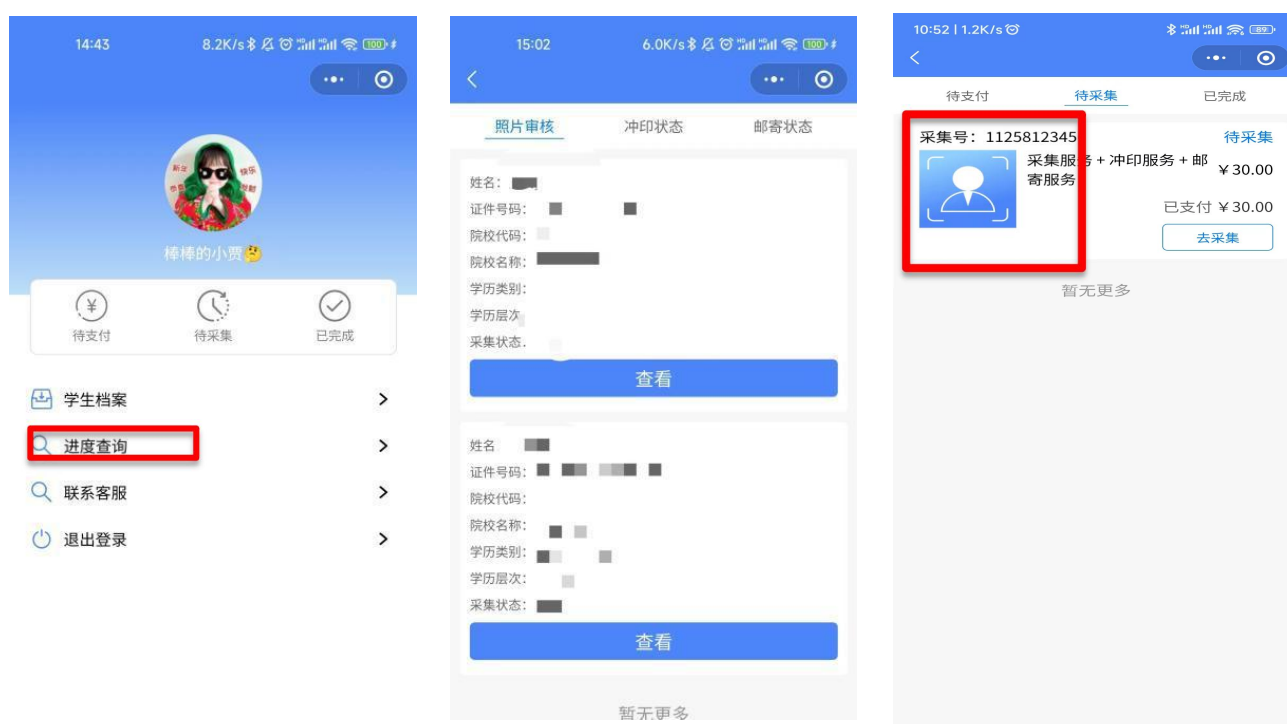 14:43
8.2K/s
100
棒棒的小贾
待支付
待采集
已完成
学生档案
进度查询
联系客服
退出登录
15:02
6.0K/s
100
照片审核
冲印状态
邮寄状态
姓名:
证件号码:
院校代码:
院校名称:
学历类别:
学历层次
采集状态.
查看
姓名
证件号码:
院校代码:
院校名称:
学历类别:
学历层次:
采集状态:
查看
暂无更多
10:52 | 1.2K/s
89
待支付
待采集
已完成
采集号: 1125812345
待采集
采集服务 + 冲印服务 + 邮
寄服务
¥30.00
已支付 ¥30.00
去采集
暂无更多